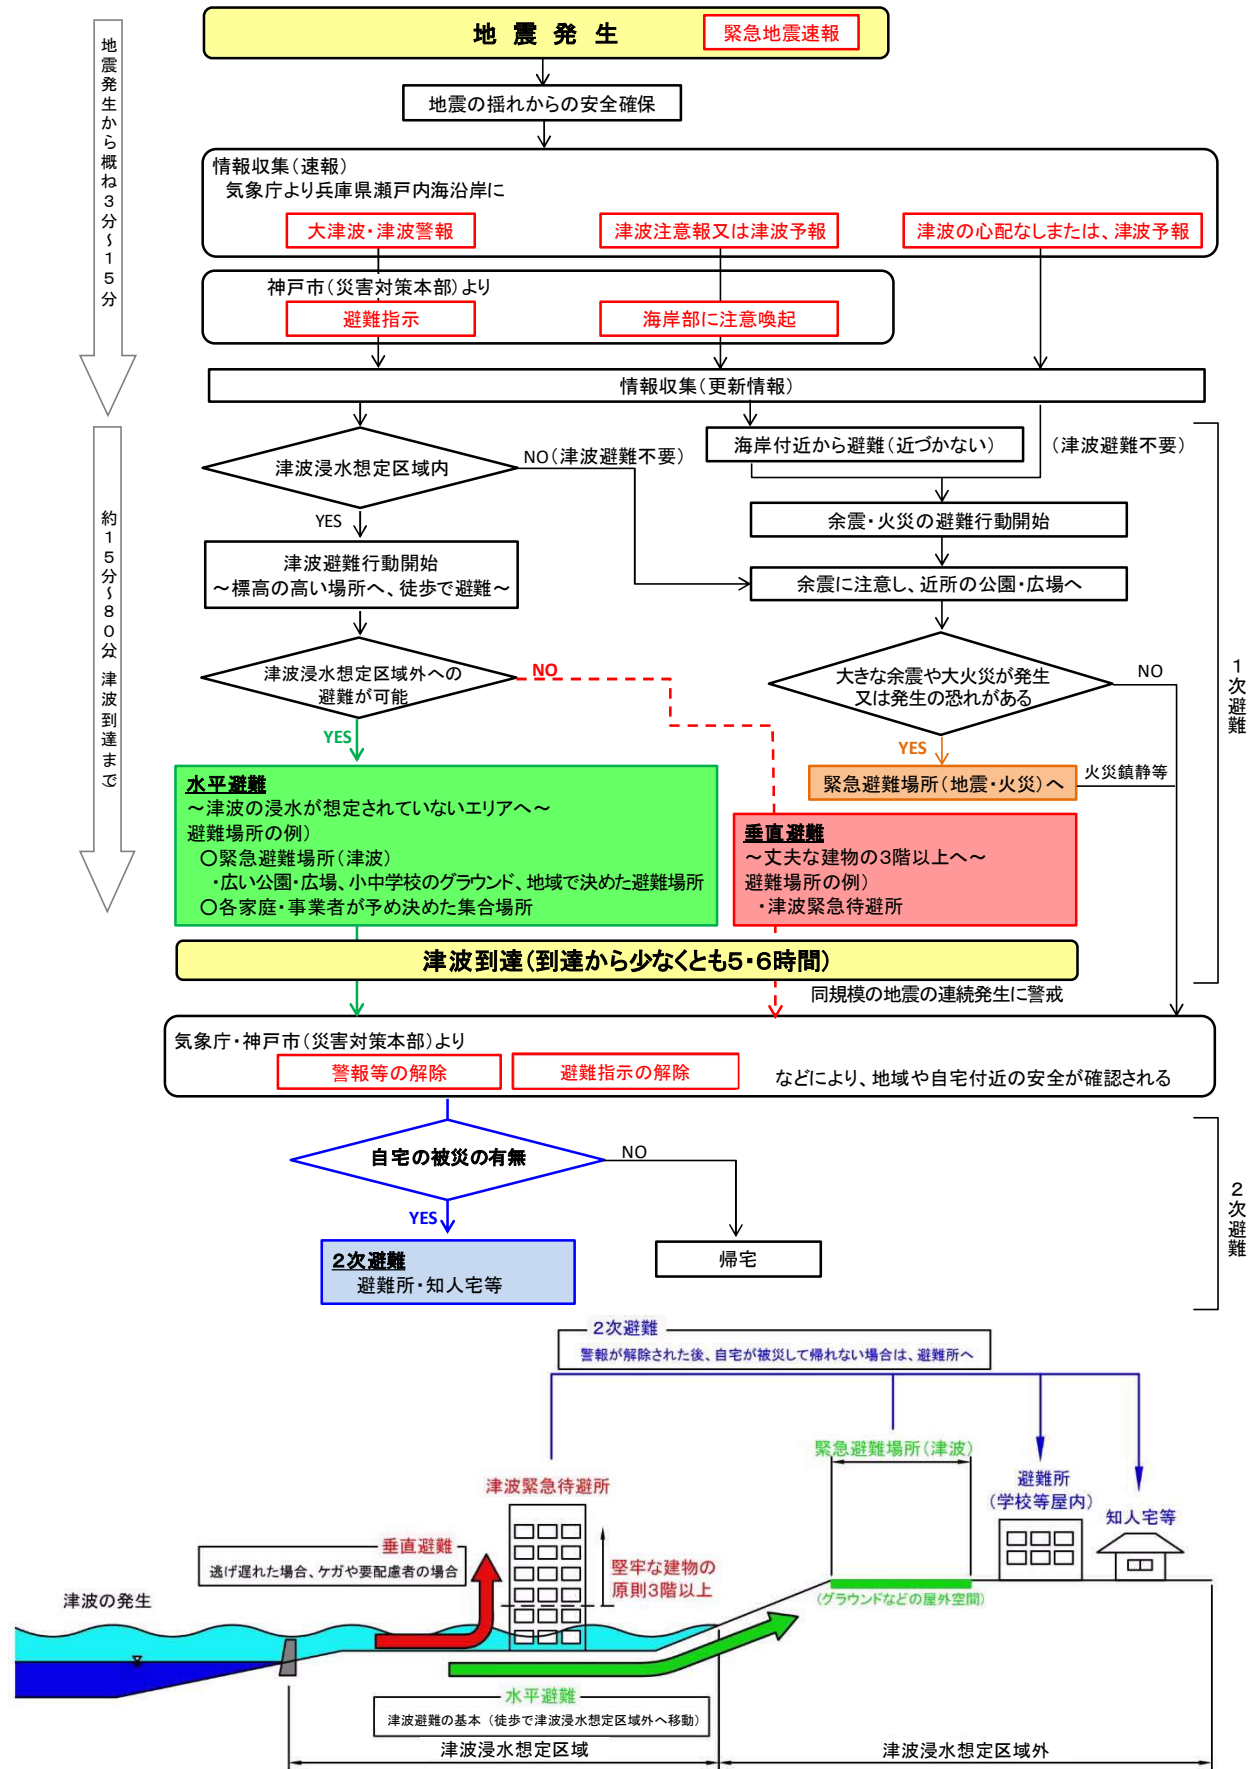 地震発生
緊急地震速報
地震発生から概ね3分~15分
地震の揺れからの安全確保
情報収集(速報)
気象庁より兵庫県瀬戸内海沿岸に
大津波・津波警報
津波注意報又は津波予報
津波の心配なしまたは、津波予報
神戸市(災害対策本部)より
避難指示
海岸部に注意喚起
情報収集(更新情報)
約15分~80分 津波到達まで
津波浸水想定区域内
NO(津波避難不要)
海岸付近から避難(近づかない)
(津波避難不要)
YES
余震・火災の避難行動開始
津波避難行動開始
~標高の高い場所へ、徒歩で避難~
余震に注意し、近所の公園・広場へ
津波浸水想定区域外への
避難が可能
NO
大きな余震や大火災が発生
又は発生の恐れがある
NO
1次避難
YES
YES
水平避難
~津波の浸水が想定されていないエリアへ~
避難場所の例)
○緊急避難場所(津波)
・広い公園・広場、小中学校のグラウンド、地域で決めた避難場所
○各家庭・事業者が予め決めた集合場所
緊急避難場所(地震・火災)へ
火災鎮静等
垂直避難
~丈夫な建物の3階以上へ~
避難場所の例)
・津波緊急待避所
津波到達(到達から少なくとも5・6時間)
同規模の地震の連続発生に警戒
気象庁・神戸市(災害対策本部)より
警報等の解除
避難指示の解除
などにより、地域や自宅付近の安全が確認される
自宅の被災の有無
NO
YES
2次避難
2次避難
避難所・知人宅等
帰宅
2次避難
警報が解除された後、自宅が被災して帰れない場合は、避難所へ
緊急避難場所(津波)
津波緊急待避所
避難所
(学校等屋内)
知人宅等
垂直避難
逃げ遅れた場合、ケガや要配慮者の場合
堅牢な建物の
原則3階以上
津波の発生
(グラウンドなどの屋外空間)
水平避難
津波避難の基本(徒歩で津波浸水想定区域外へ移動)
津波浸水想定区域
津波浸水想定区域外